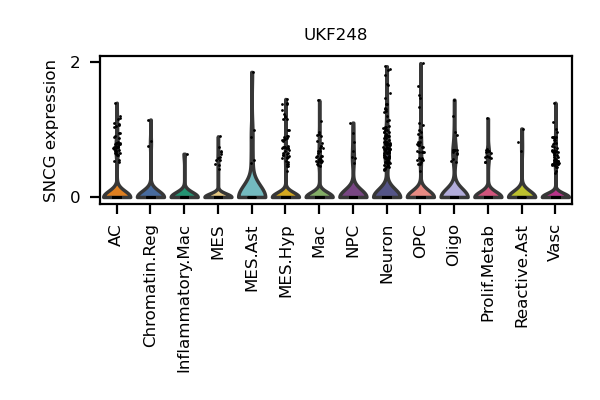 UKF248
SNCG expression
2
0
AC
Chromatin.Reg
Inflammatory.Mac
MES
MES.Ast
MES.Hyp
Mac
NPC
Neuron
OPC
Oligo
Prolif.Metab
Reactive.Ast
Vasc